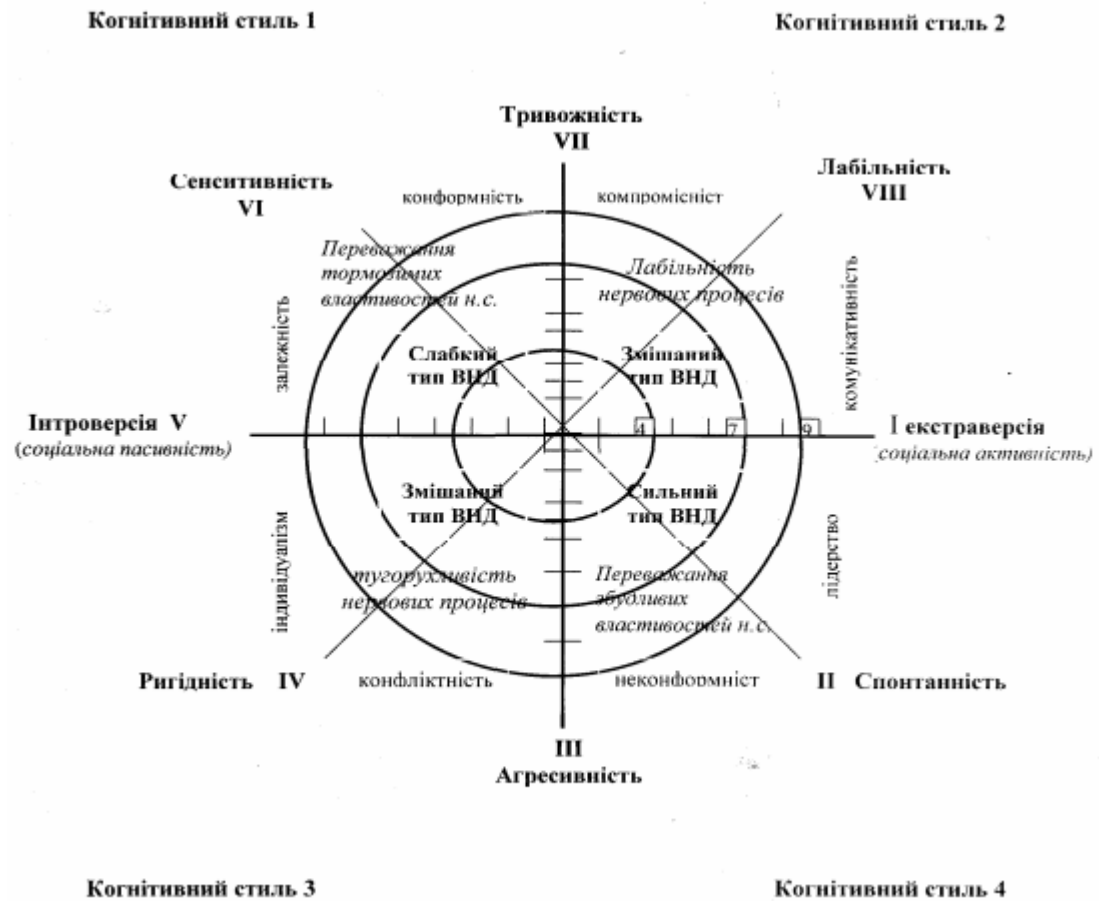 Когнітивний стиль 1
Когнітивний стиль 2
Тривожність
VII
Сенситивність
VI
Лабільність
VIII
конформність
компромісніст
Переважання
тормозимих
властивостей н.с.
Лабільність
нервових процесів
залежність
комунікативність
Слабкий
тип ВНД
Змішаний
тип ВНД
Інтроверсія V
(соціальна пасивність)
4
7
9
I екстраверсія
(соціальна активність)
Змішаний
тип ВНД
Сильний
тип ВНД
індивідуалізм
лідерство
тугорухливість
нервових процесів
Переважання
збудливих
властивостей н.с.
Ригідність IV
конфліктність
неконформніст
II Спонтанність
III
Агресивність
Когнітивний стиль 3
Когнітивний стиль 4